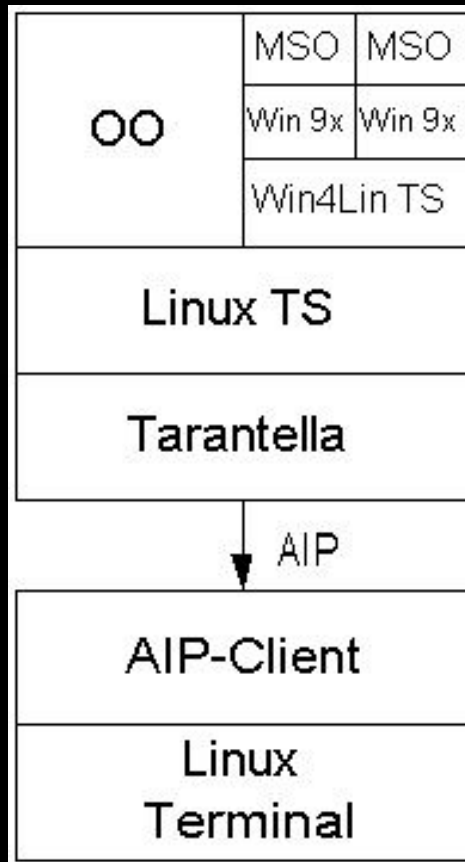 MSO MSO
OO
Win 9x Win 9x
Win4Lin TS
Linux TS
Tarantella
AIP
AIP-Client
Linux
Terminal